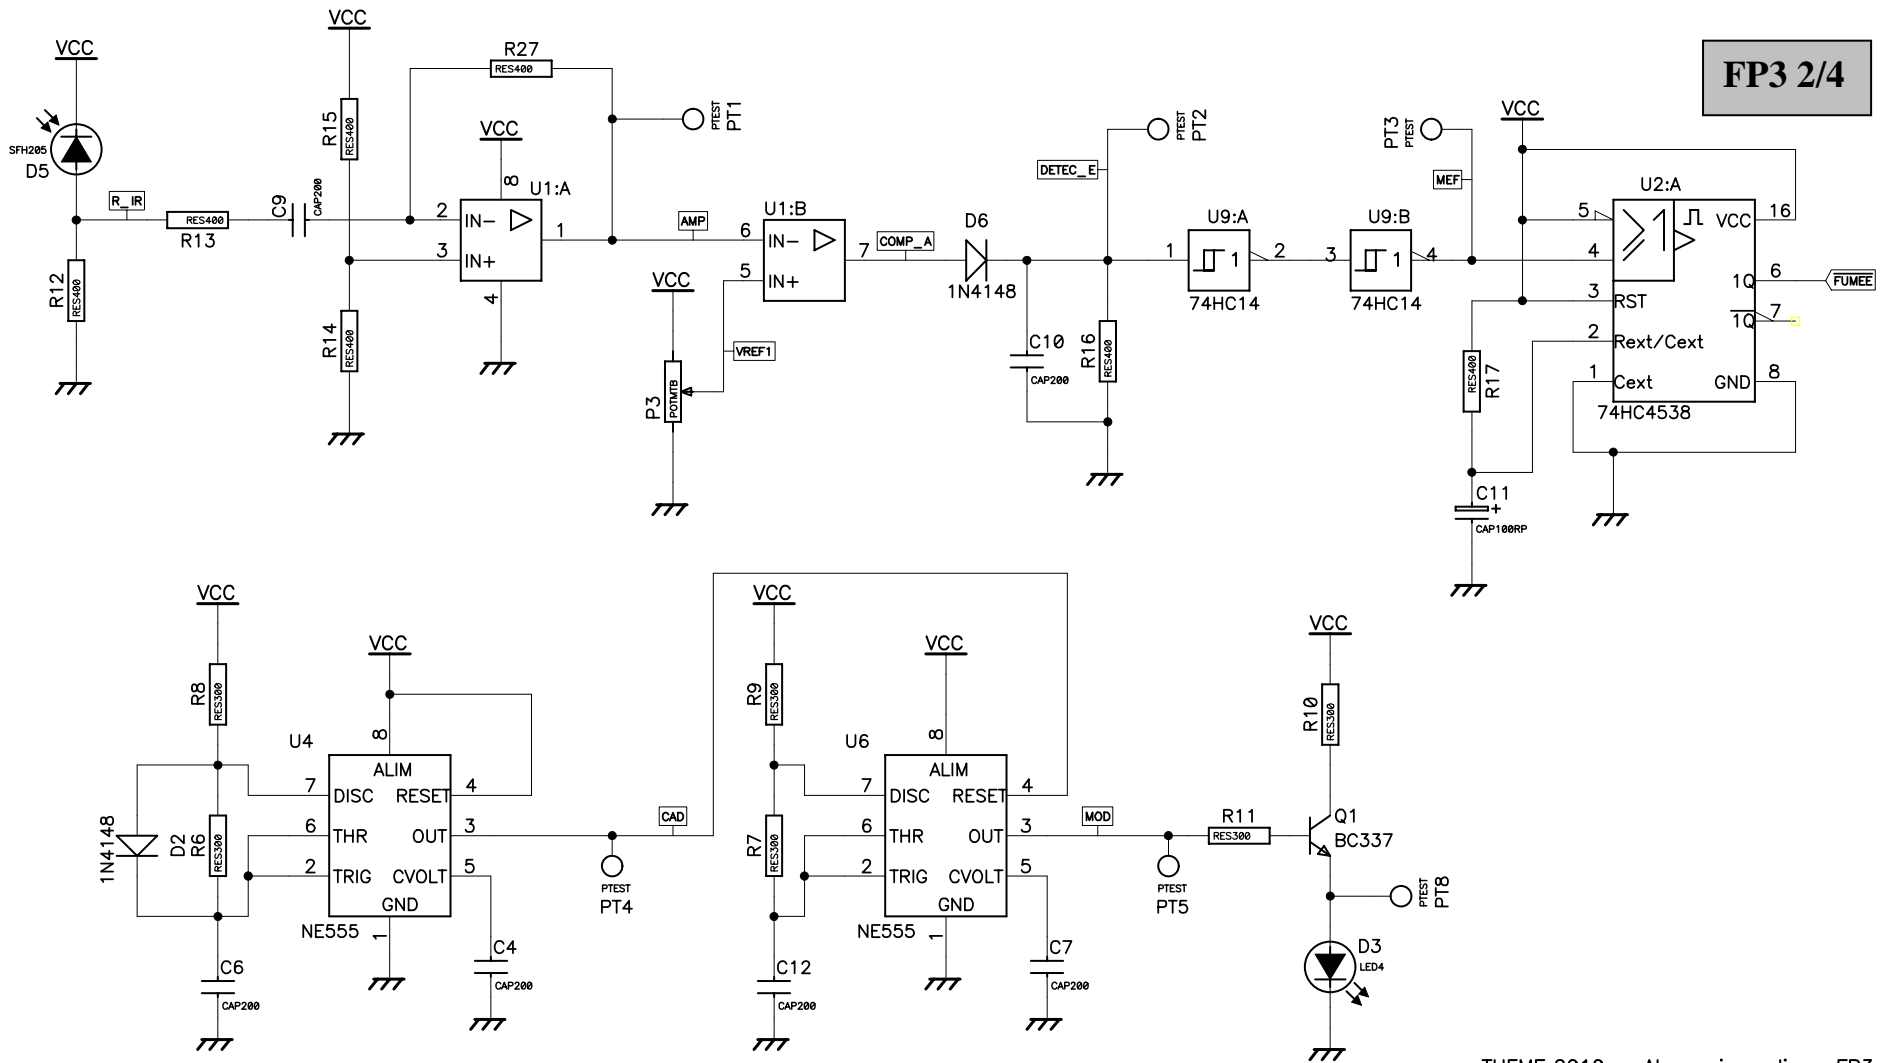 FP3 2/4
VCC
SFH205
D5
R_IR
R12
RES400
RES400
R13
C9
CAP200
VCC
R15
RES400
R14
RES400
R27
RES400
PTEST
PT1
VCC
8
U1:A
2
IN-
3
IN+
1
4
AMP
VCC
P3
POTMTB
VREF1
U1:B
6
IN-
5
IN+
7
COMP_A
D6
1N4148
C10
CAP200
R16
RES400
DETEC_E
PTEST
PT2
U9:A
1
1
2
74HC14
U9:B
3
1
4
74HC14
PT3
PTEST
MEF
VCC
R17
RES400
C11
+
CAP100RP
U2:A
5
1
VCC
16
4
1Q
6
FUMEE
3
RST
1Q
7
2
Rext/Cext
1
Cext
GND
8
74HC4538
VCC
R8
RES300
1N4148
D2
R6
RES300
C6
CAP200
VCC
U4
8
ALIM
7
DISC
RESET
4
6
THR
OUT
3
2
TRIG
CVOLT
5
GND
NE555
1
C4
CAP200
CAD
PTEST
PT4
VCC
R9
RES300
R7
RES300
C12
CAP200
VCC
U6
8
ALIM
7
DISC
RESET
4
6
THR
OUT
3
2
TRIG
CVOLT
5
GND
NE555
1
C7
CAP200
MOD
PTEST
PT5
R11
RES300
VCC
R10
RES300
Q1
BC337
PTEST
PT8
D3
LED4